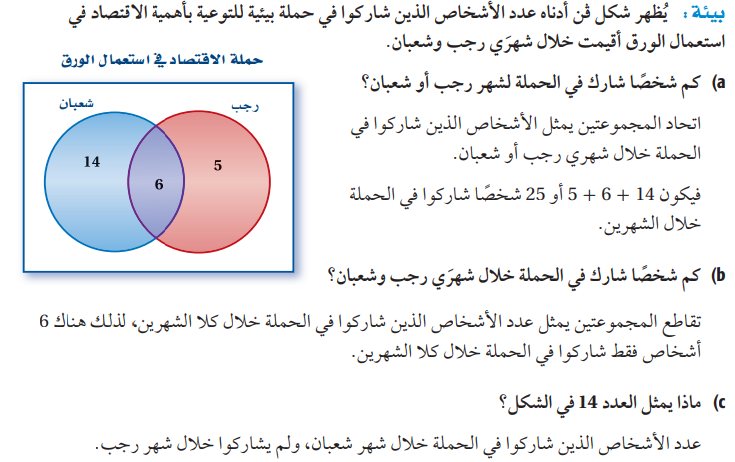 بيئة: يُظهر شكل ڤن أدناه عدد الأشخاص الذين شاركوا في حملة بيئية للتوعية بأهمية الاقتصاد في
استعمال الورق أقيمت خلال شهرَي رجب وشعبان.
حملة الاقتصاد في استعمال الورق
شعبان
رجب
14
6
5
a) كم شخصًا شارك في الحملة لشهر رجب أو شعبان؟
اتحاد المجموعتين يمثل الأشخاص الذين شاركوا في
الحملة خلال شهري رجب أو شعبان.
فيكون 14 + 6 + 5 أو 25 شخصًا شاركوا في الحملة
خلال الشهرين.
b) كم شخصًا شارك في الحملة خلال شهرَي رجب وشعبان؟
تقاطع المجموعتين يمثل عدد الأشخاص الذين شاركوا في الحملة خلال كلا الشهرين، لذلك هناك 6
أشخاص فقط شاركوا في الحملة خلال كلا الشهرين.
c) ماذا يمثل العدد 14 في الشكل؟
عدد الأشخاص الذين شاركوا في الحملة خلال شهر شعبان، ولم يشاركوا خلال شهر رجب.